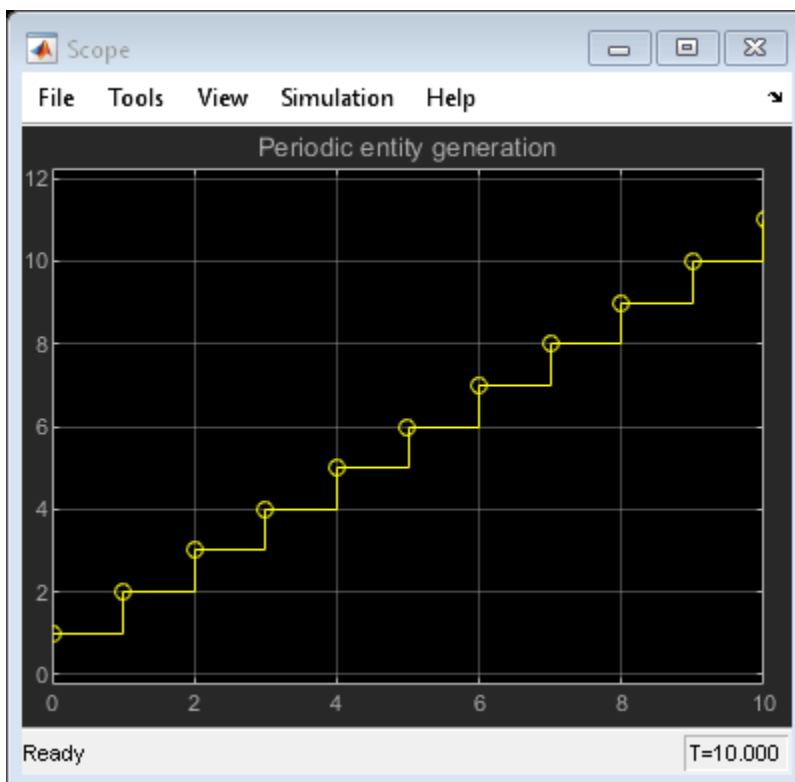 Scope
File Tools View Simulation Help
Periodic entity generation
12
10
8
6
4
2
0
0 2 4 6 8 10
Ready T=10.000